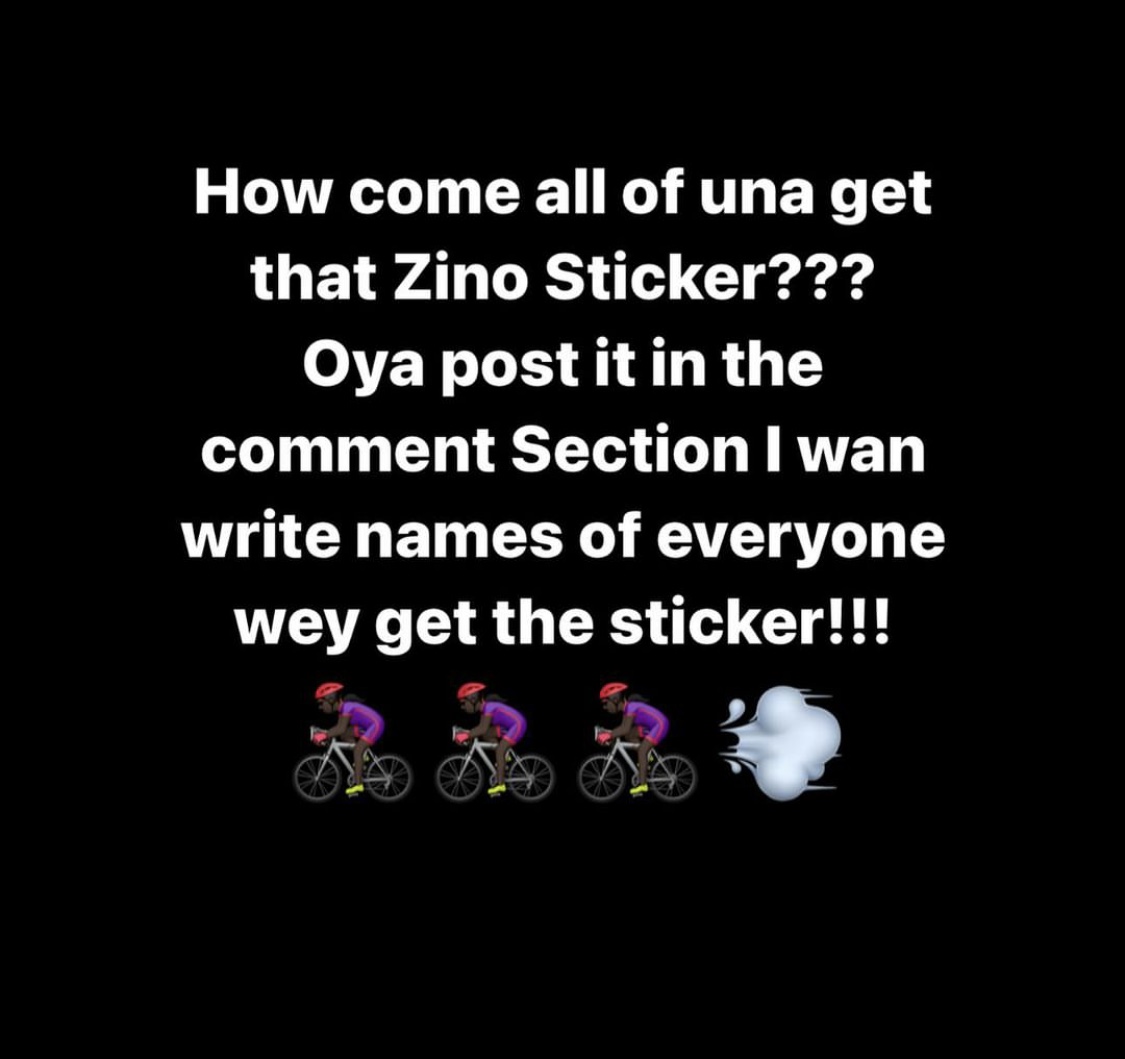 How come all of una get
that Zino Sticker???
Oya post it in the
comment Section I wan
write names of everyone
wey get the sticker!!!
🚴🏿‍♀️🚴🏿‍♀️🚴🏿‍♀️💨